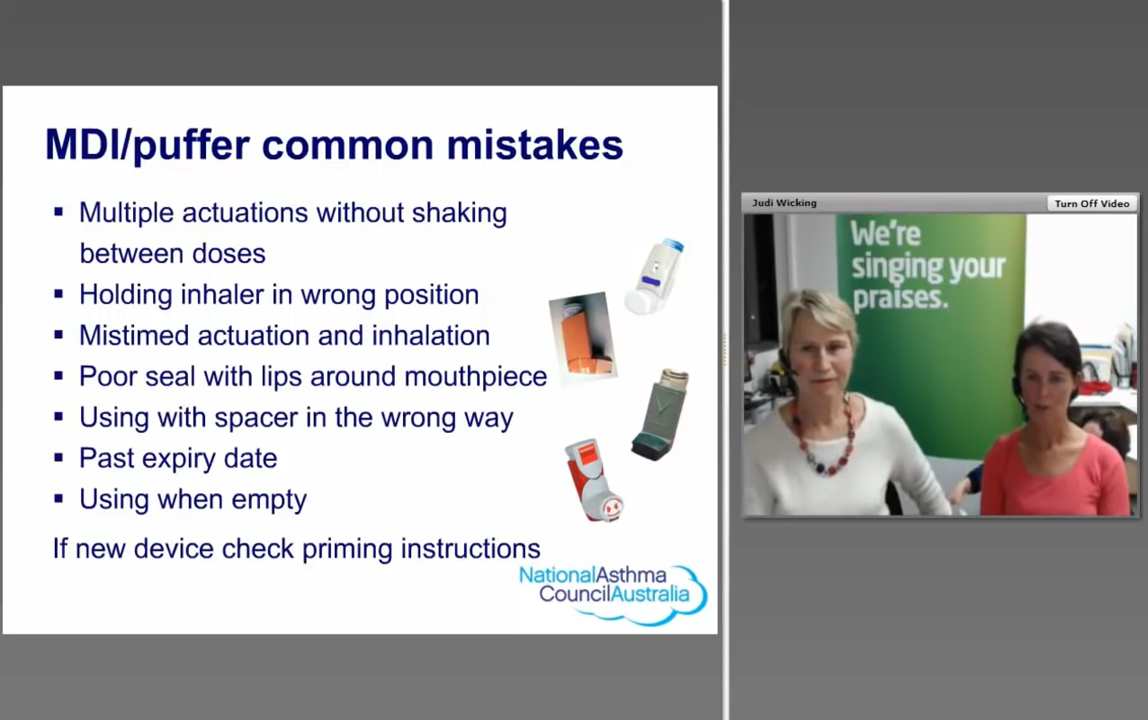 MDI/puffer common mistakes
▪ Multiple actuations without shaking
between doses
▪ Holding inhaler in wrong position
▪ Mistimed actuation and inhalation
▪ Poor seal with lips around mouthpiece
▪ Using with spacer in the wrong way
▪ Past expiry date
▪ Using when empty
If new device check priming instructions
NationalAsthma
CouncilAustralia
Judi Wicking
Turn Off Video
We're
singing your
praises.